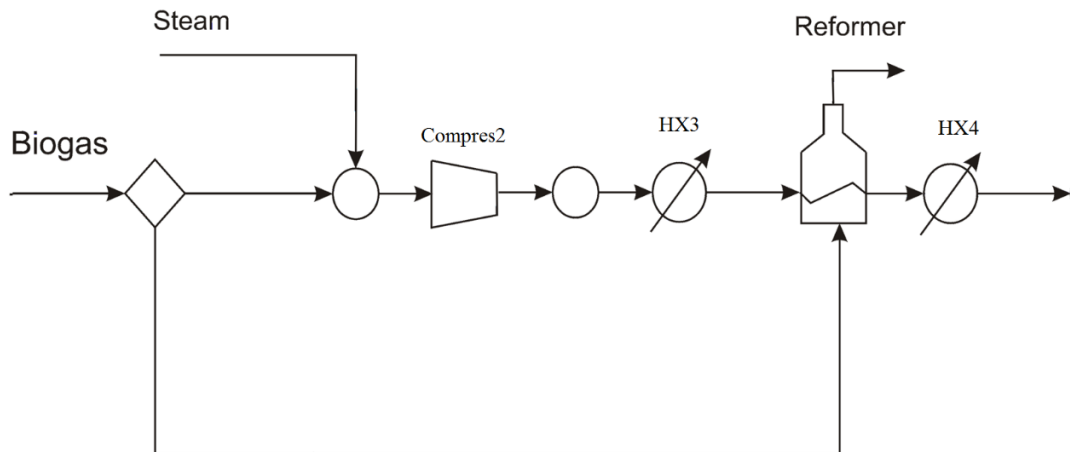 Steam
Reformer
Biogas
Compres2
HX3
HX4